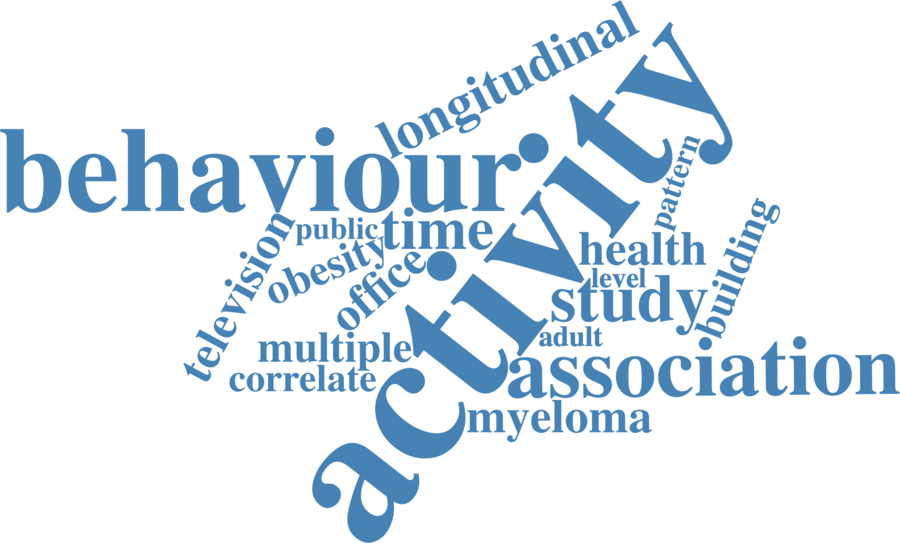 longitudinal
activity
behaviour
pattern
public
time
television
obesity
office
health
building
level
study
adult
multiple
association
correlate
myeloma